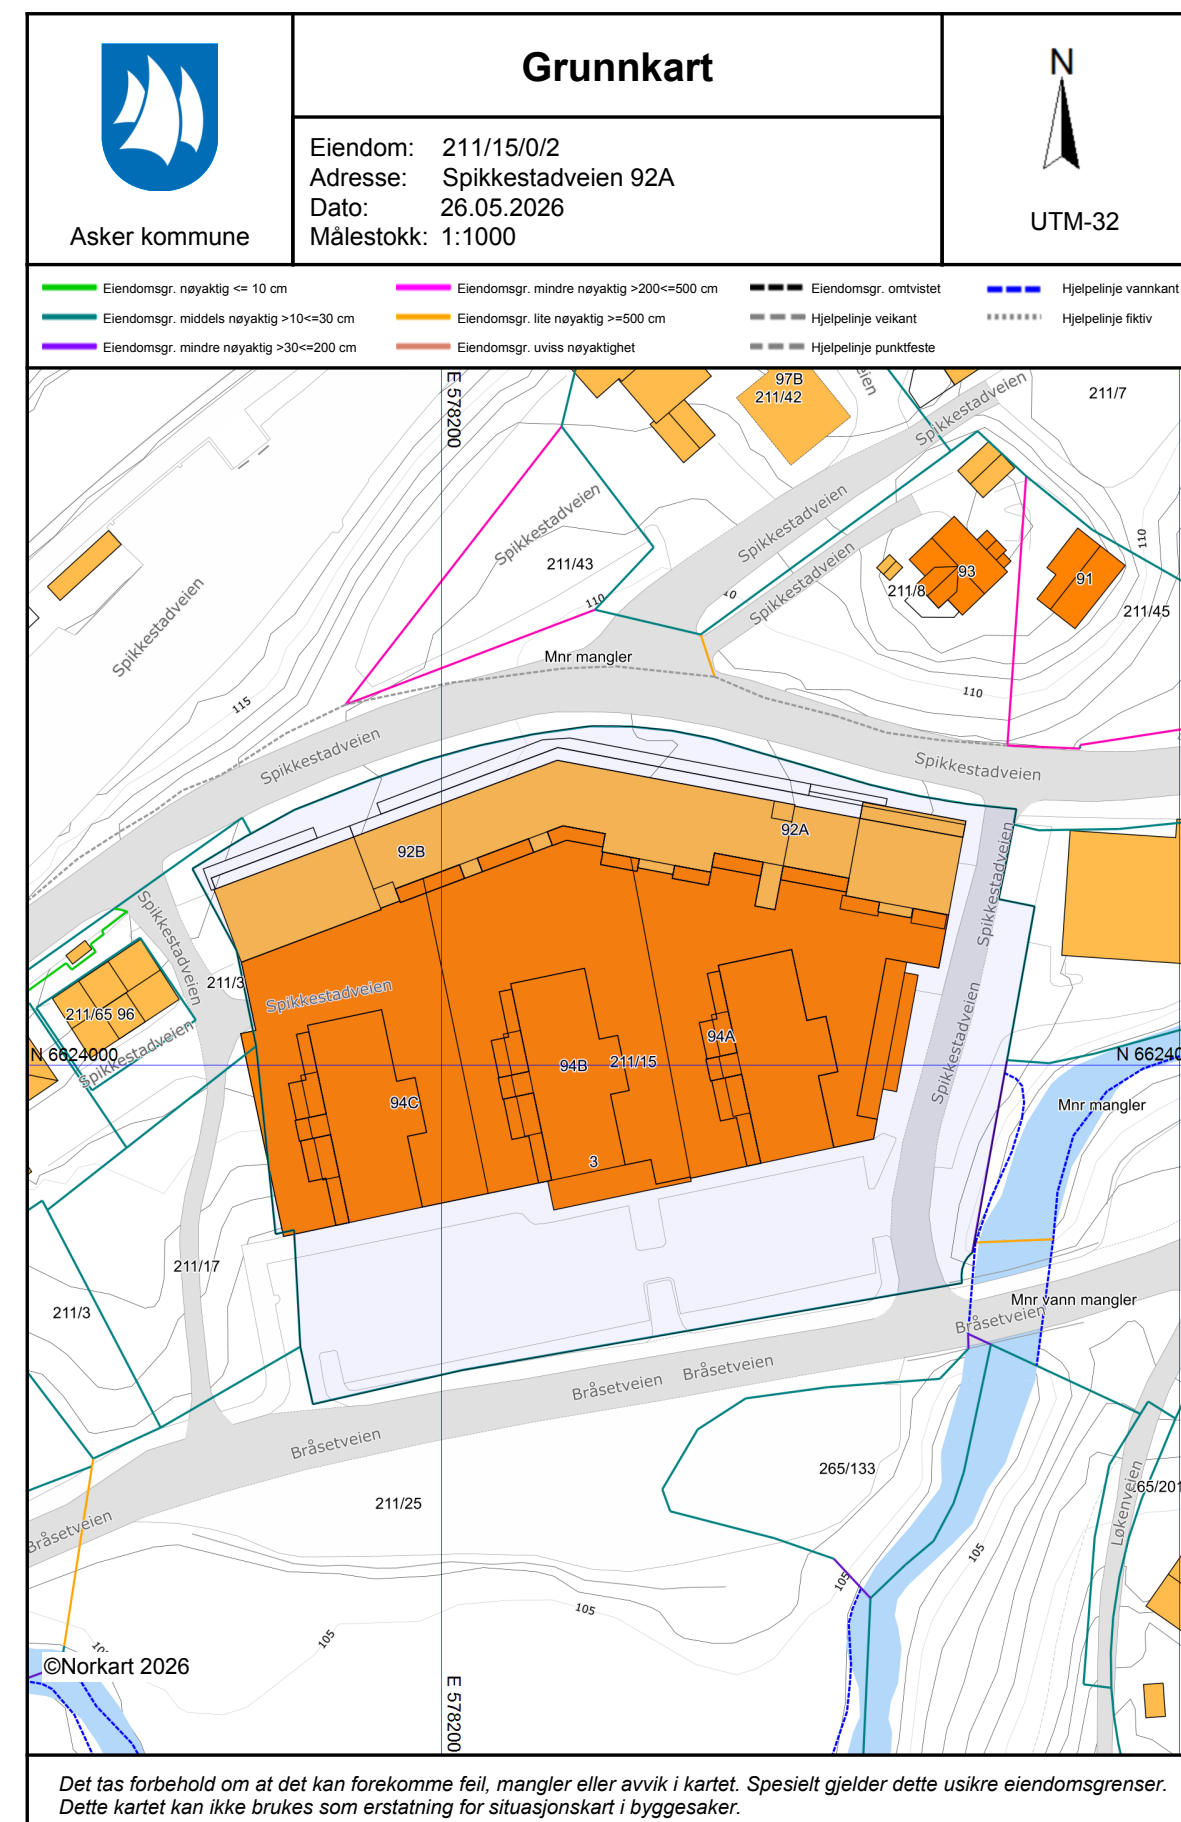 Grunnkart
Asker kommune
Eiendom: 211/15/0/2
Adresse: Spikkestadveien 92A
Dato: 26.05.2026
Målestokk: 1:1000
N
UTM-32
Eiendomsgr. nøyaktig <= 10 cm
Eiendomsgr. middels nøyaktig >10<=30 cm
Eiendomsgr. mindre nøyaktig >30<=200 cm
Eiendomsgr. mindre nøyaktig >200<=500 cm
Eiendomsgr. lite nøyaktig >=500 cm
Eiendomsgr. uviss nøyaktighet
Eiendomsgr. omtvistet
Hjelpelinje veikant
Hjelpelinje punktfeste
Hjelpelinje vannkant
Hjelpelinje fiktiv
E 578200
97B
211/42
eien
Spikkestadveien
211/7
Spikkestadveien
Spikkestadveien
211/43
110
Spikkestadveien
93
211/8
91
110
211/45
Spikkestadveien
110
Mnr mangler
10
115
Spikkestadveien
Spikkestadveien
92A
92B
Spikkestadveien
Spikkestadveien
211/3
Spikkestadveien
211/65 96
Spikkestadveien
N 6624000
94A
94B
211/15
94C
3
Spikkestadveien
N 66240
Mnr mangler
211/17
211/3
Mnr vann mangler
Bråsetveien
Bråsetveien
Bråsetveien
Bråsetveien
Bråsetveien
265/133
211/25
65/201
Løkenveien
105
105
105
105
10
©Norkart 2026
E 578200
Det tas forbehold om at det kan forekomme feil, mangler eller avvik i kartet. Spesielt gjelder dette usikre eiendomsgrenser.
Dette kartet kan ikke brukes som erstatning for situasjonskart i byggesaker.